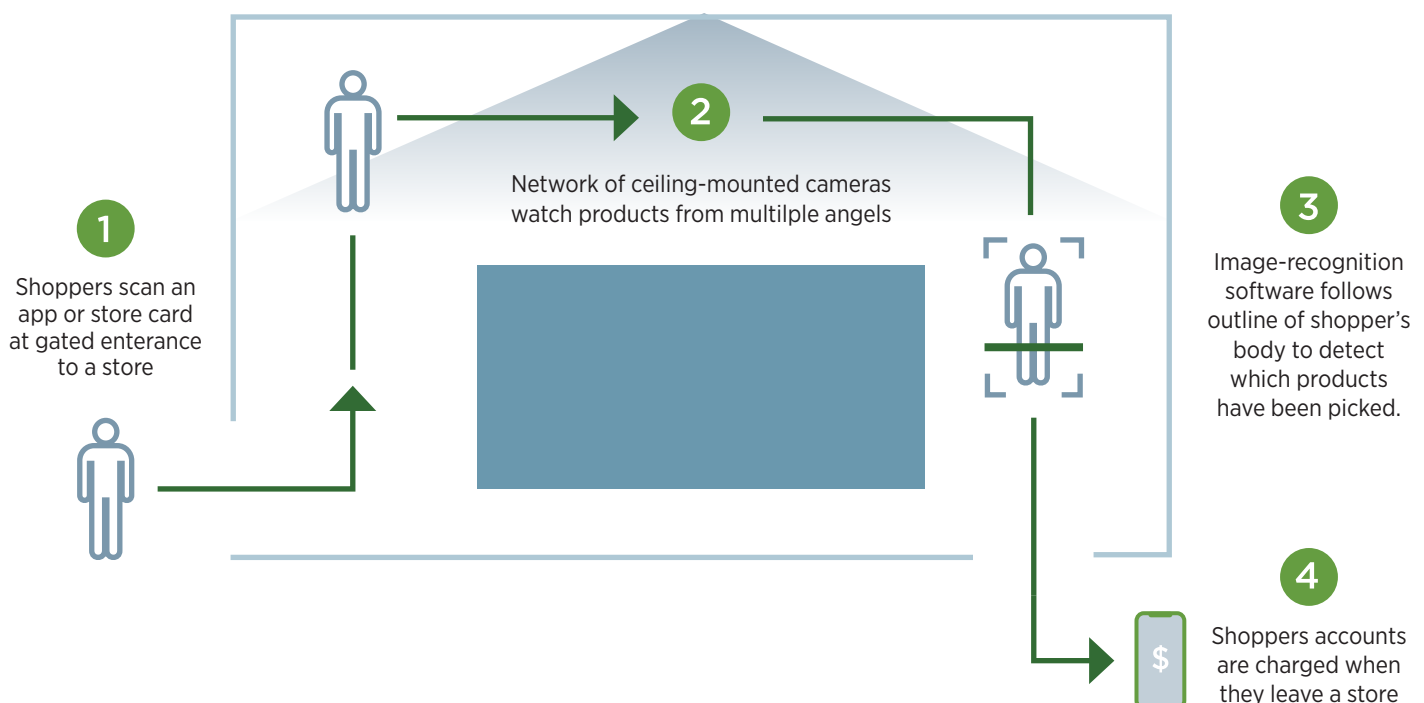 1
Shoppers scan an
app or store card
at gated enterance
to a store
2
Network of ceiling-mounted cameras
watch products from multilple angels
3
Image-recognition
software follows
outline of shopper’s
body to detect
which products
have been picked.
4
$
Shoppers accounts
are charged when
they leave a store